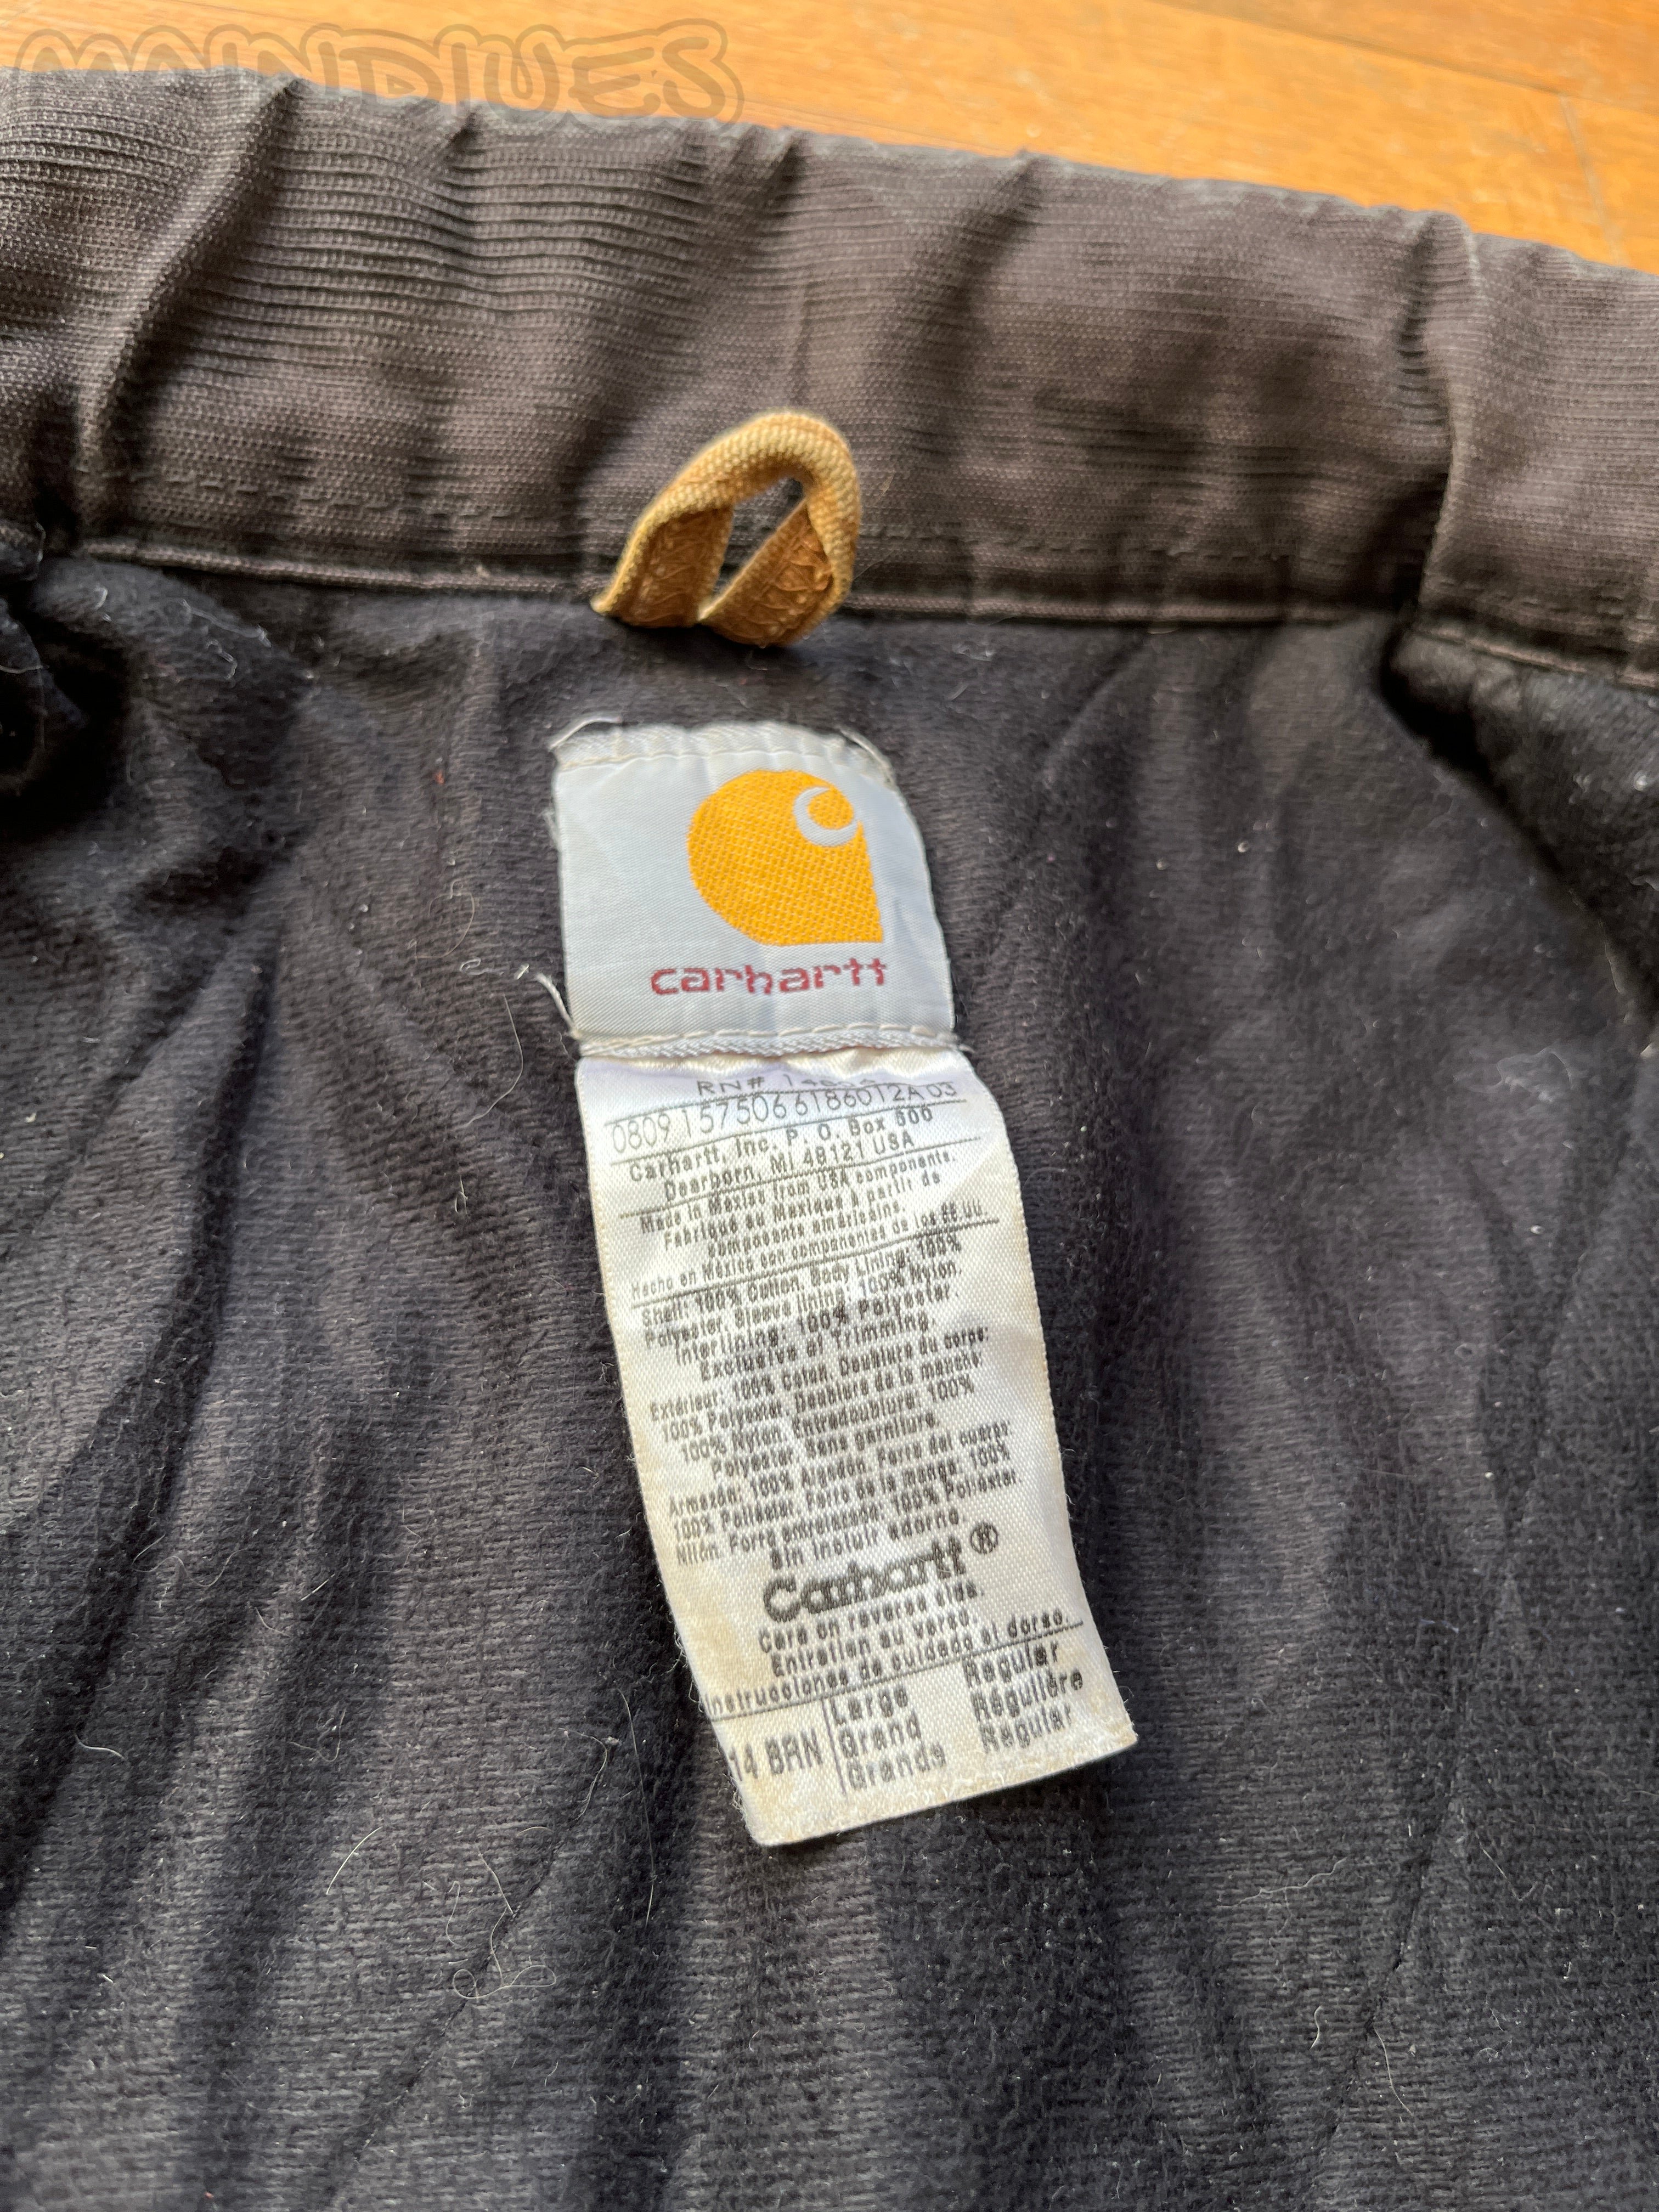 MAINDIUES
carhartt
RN#
0809 157506 6186012A 03
Carhartt, Inc. P. O. Box 600
Dearborn, MI 48121 USA
Made in Mexico from USA components.
Fabriqué au Mexique à partir de
composants américains.
Hecho en México con componentes de los EE UU
Shell: 100% Cotton. Body Lining: 100%
Polyester. Sleeve lining: 100% Nylon.
Interlining: 100% Polyester.
Exclusive of Trimming.
Extérieur: 100% Coton. Doublure du corps:
100% Polyester. Doublure de la manche:
100% Nylon. Entredoublure: 100%
Polyester. Sans garniture.
Armazón: 100% Algodón. Forro del cuerpo
100% Poliéster. Forro de la manga: 100%
Nilón. Forro entrelazado: 100% Poliéster
Sin incluir adorno.
Carhartt®
Care on reverse side.
Entretien au verso.
Instrucciones de cuidado al dorso.
14 BRN Large Regular
Grand Régulière
Grande Regular